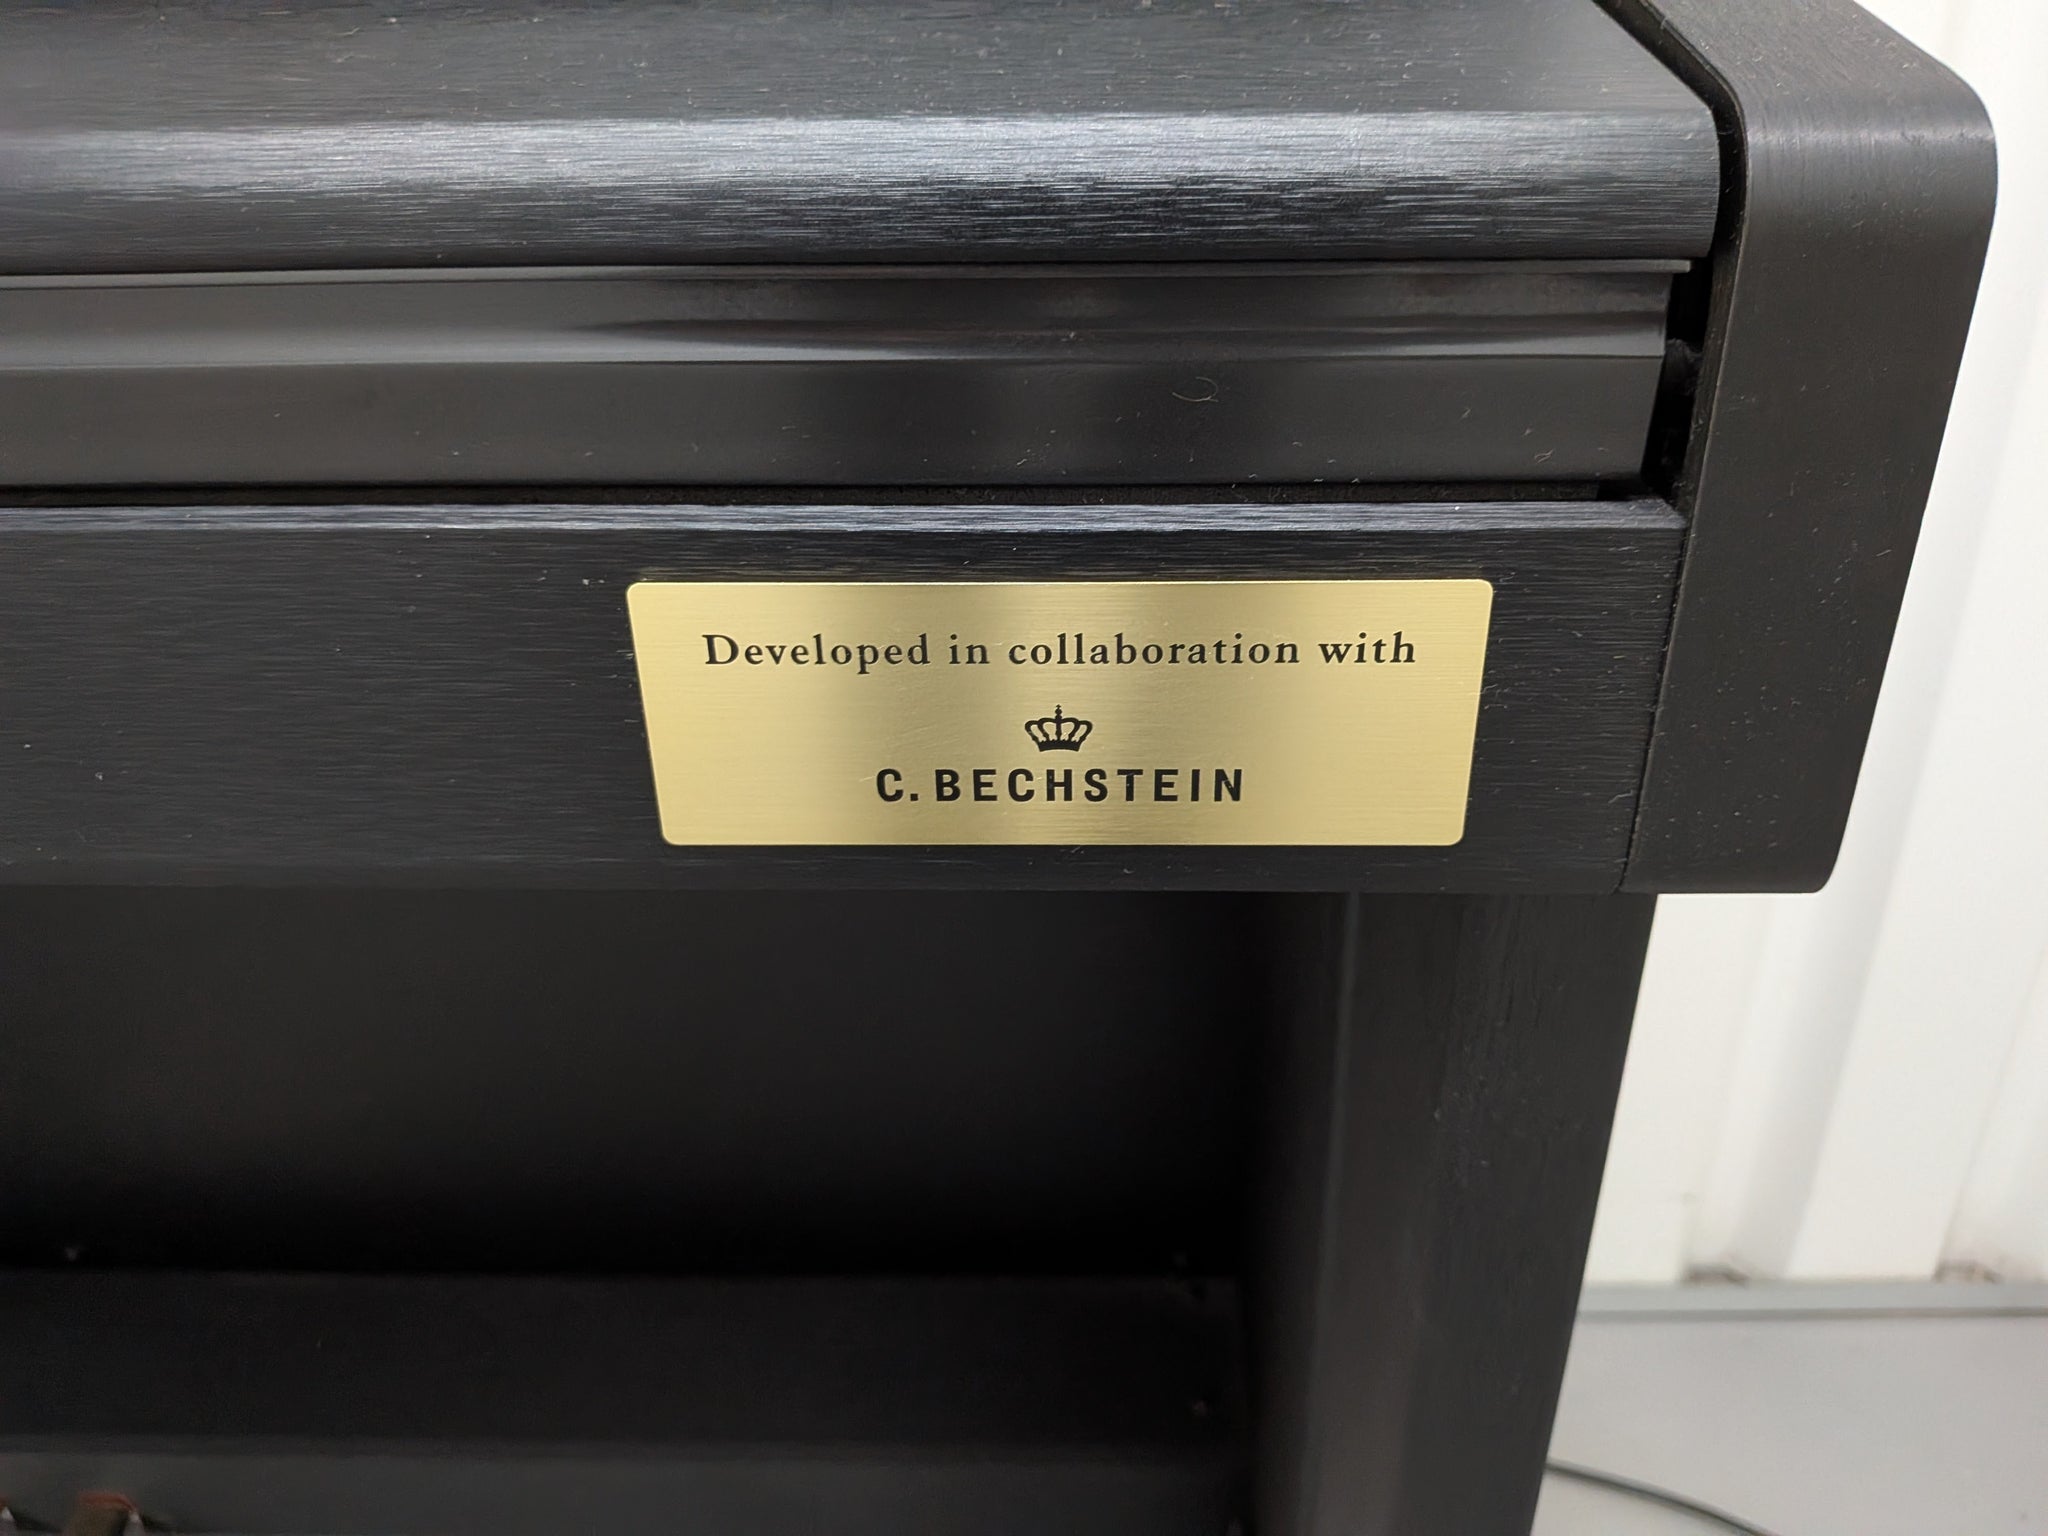 Developed in collaboration with
C. BECHSTEIN